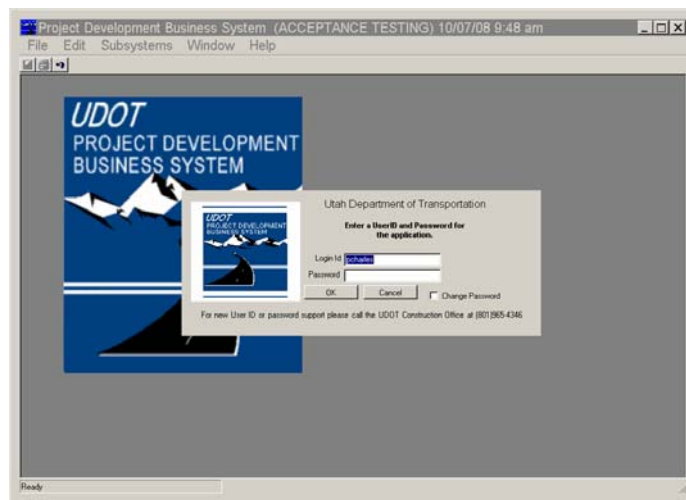 Project Development Business System (ACCEPTANCE TESTING) 10/07/08 9:48 am
File Edit Subsystems Window Help
UDOT
PROJECT DEVELOPMENT
BUSINESS SYSTEM
Utah Department of Transportation
UDOT
PROJECT DEVELOPMENT
BUSINESS SYSTEM
Enter a UserID and Password for
the application.
Login Id pcharles
Password
OK Cancel Change Password
For new User ID or password support please call the UDOT Construction Office at (801)965-4346
Ready